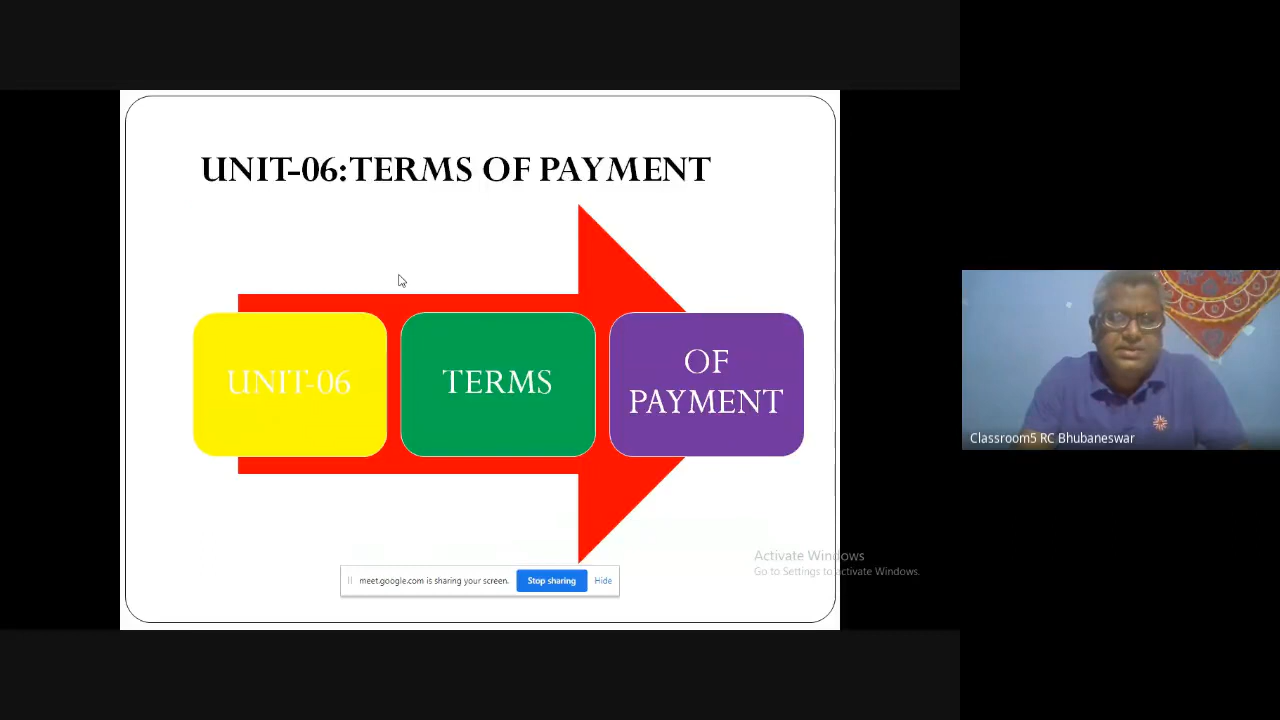 UNIT-06:TERMS OF PAYMENT
UNIT-06
TERMS
OF
PAYMENT
meet.google.com is sharing your screen.
Stop sharing
Hide
Activate Windows
Go to Settings to activate Windows.
Classroom5 RC Bhubaneswar